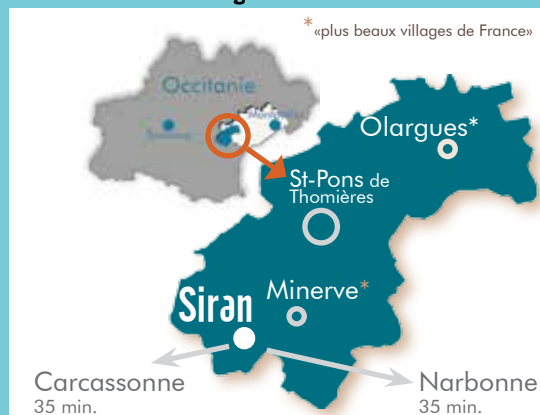 *«plus beaux villages de France»
Occitanie
Olargues*
St-Pons de
Thomières
Minerve*
Siran
Carcassonne
35 min.
Narbonne
35 min.